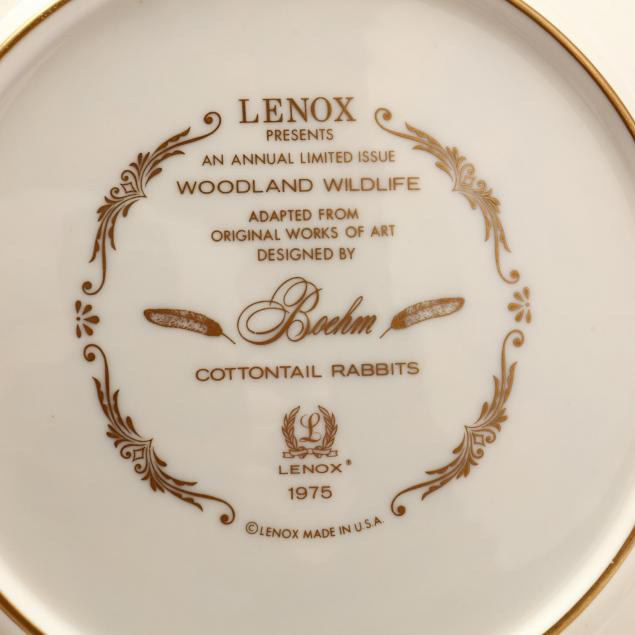 LENOX
PRESENTS
AN ANNUAL LIMITED ISSUE
WOODLAND WILDLIFE
ADAPTED FROM
ORIGINAL WORKS OF ART
DESIGNED BY
Boehm
COTTONTAIL RABBITS
L
LENOX®
1975
© LENOX MADE IN U.S.A.